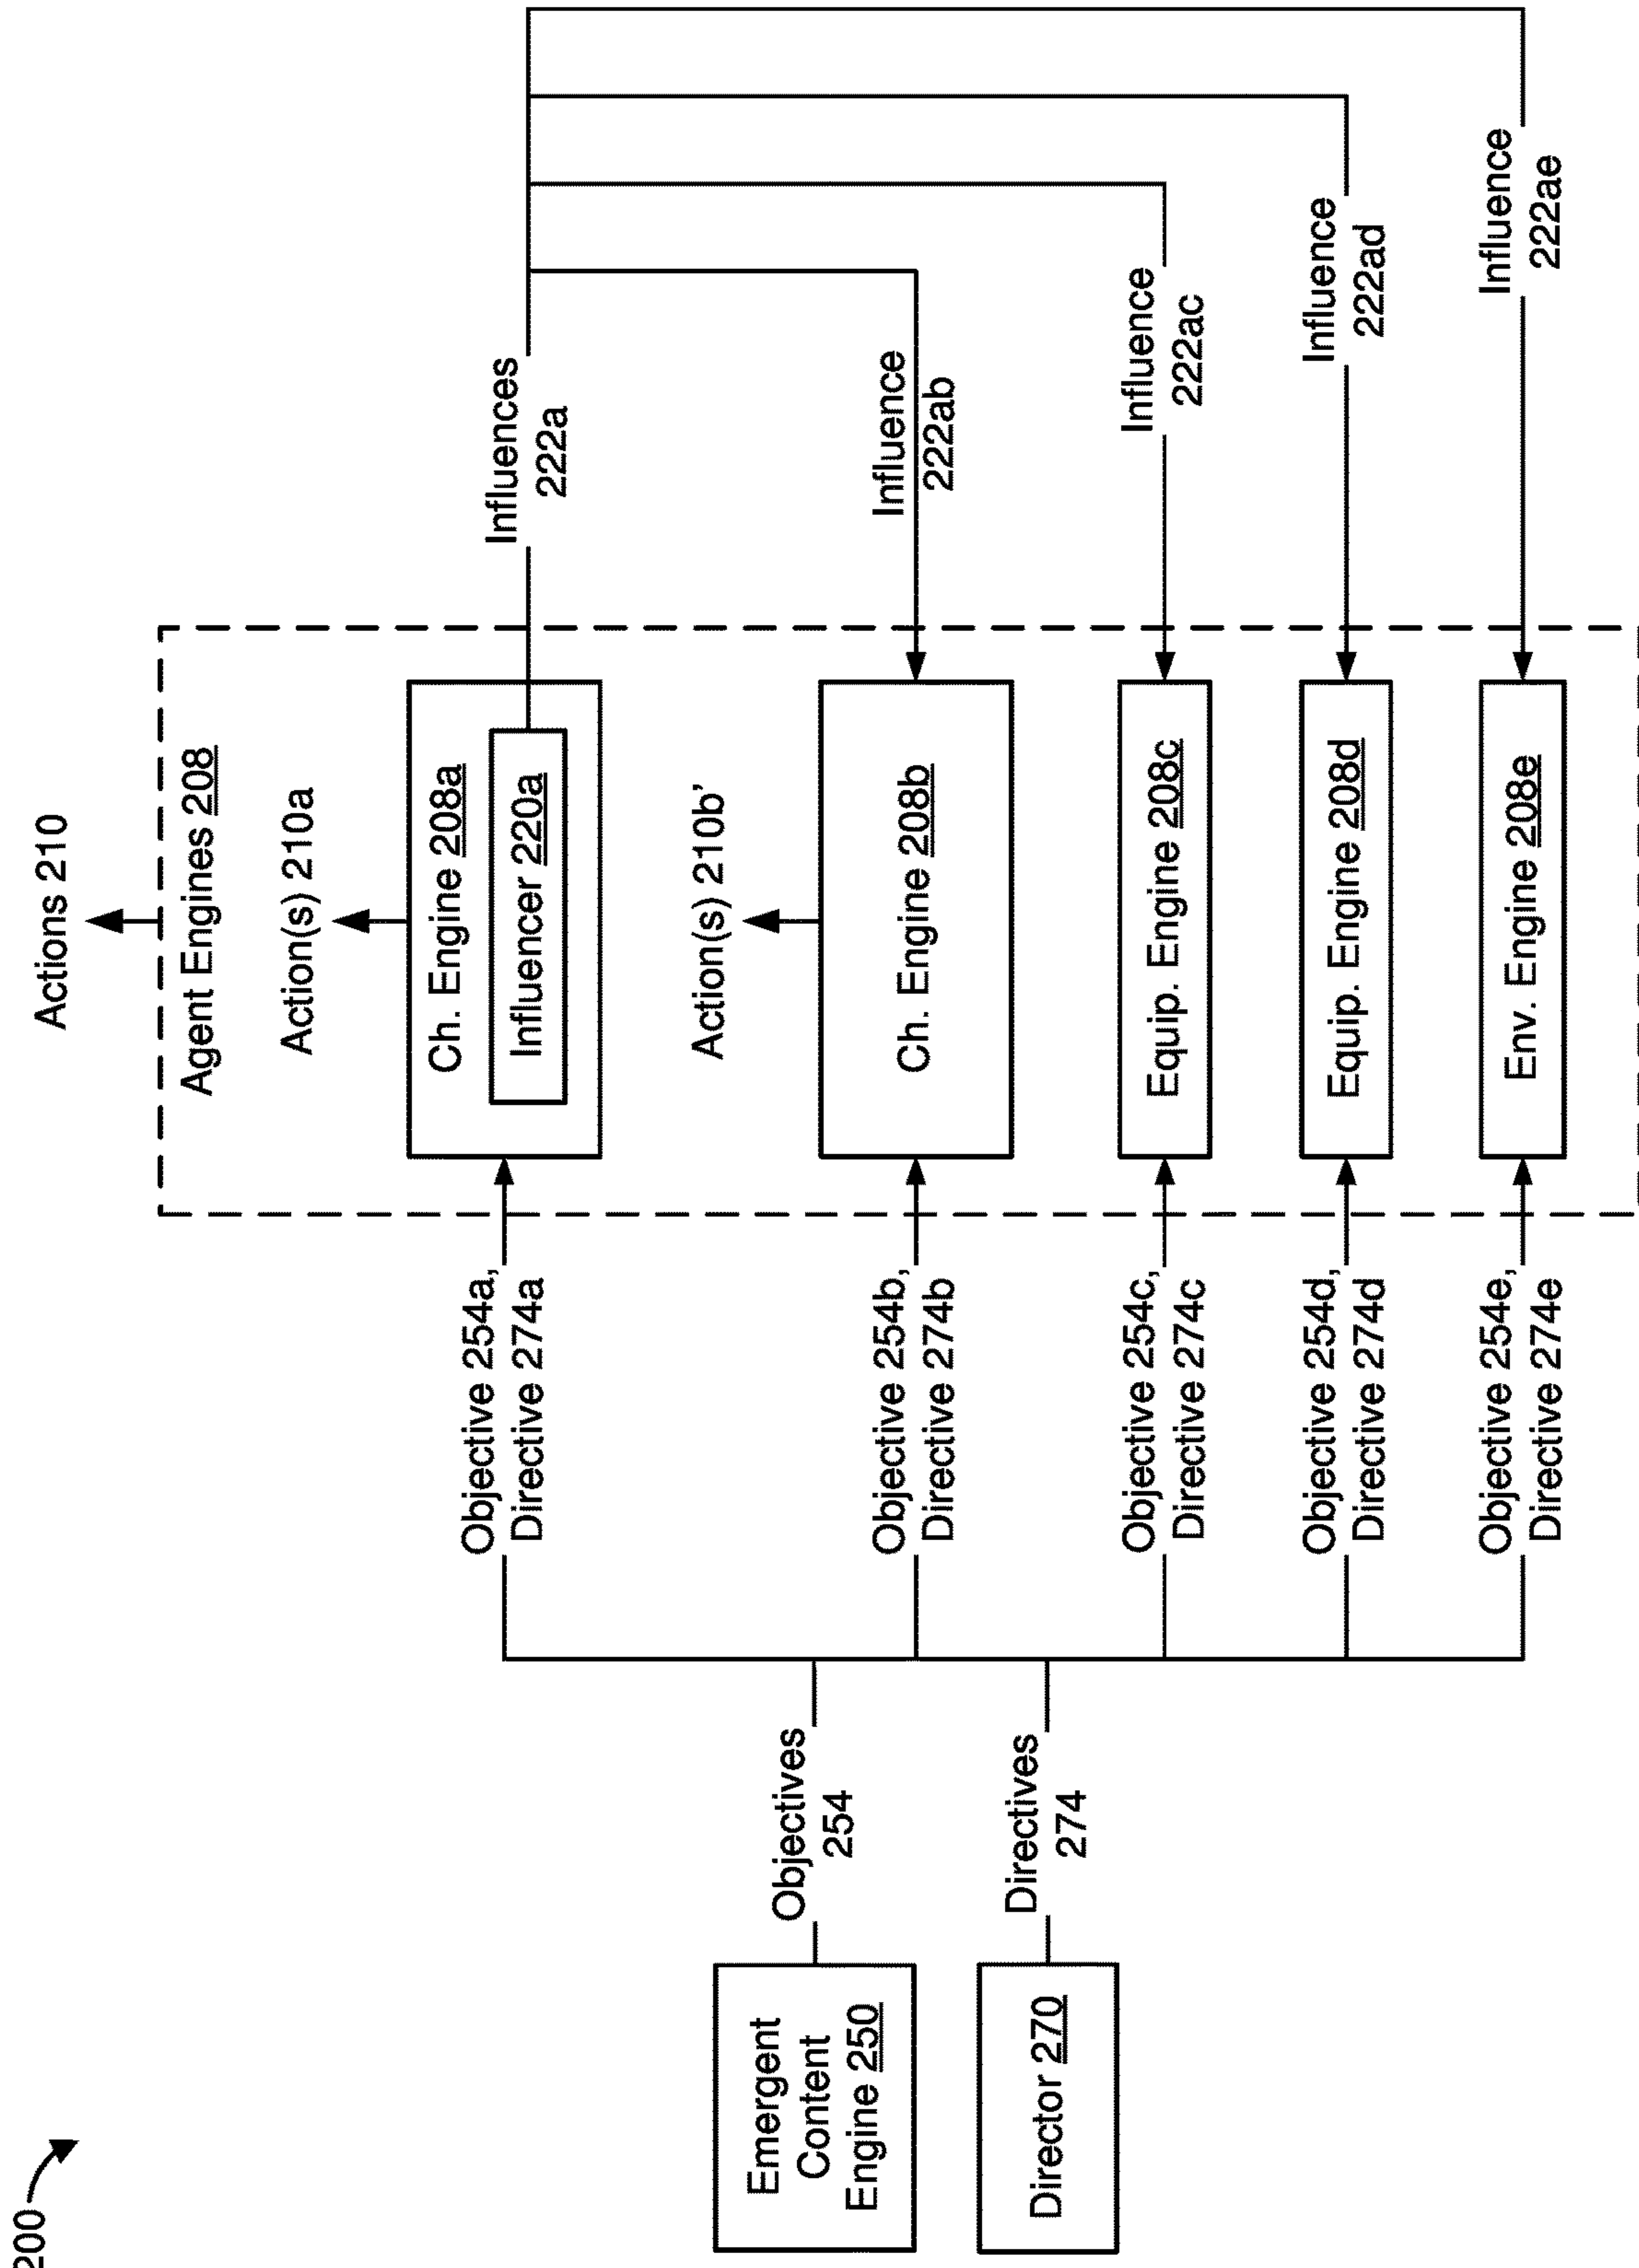 200
Actions 210
Agent Engines 208
Action(s) 210a
Ch. Engine 208a
Influencer 220a
Action(s) 210b’
Ch. Engine 208b
Equip. Engine 208c
Equip. Engine 208d
Env. Engine 208e
Emergent
Content
Engine 250
Director 270
Objectives
254
Directives
274
Objective 254a,
Directive 274a
Objective 254b,
Directive 274b
Objective 254c,
Directive 274c
Objective 254d,
Directive 274d
Objective 254e,
Directive 274e
Influences
222a
Influence
222ab
Influence
222ac
Influence
222ad
Influence
222ae